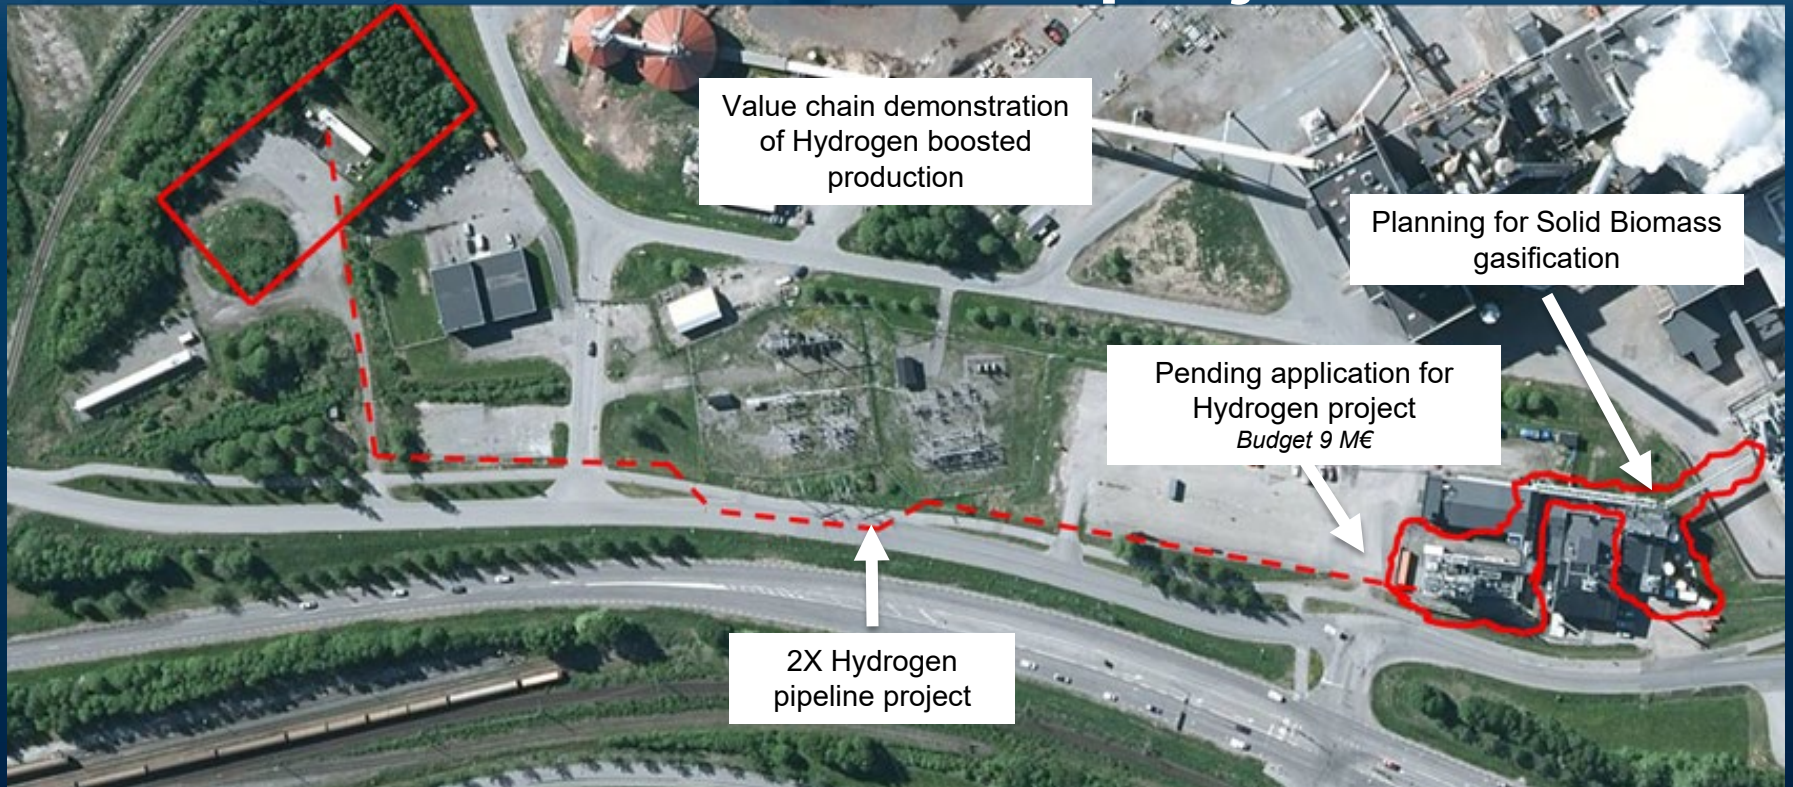 Value chain demonstration
of Hydrogen boosted
production
Planning for Solid Biomass
gasification
Pending application for
Hydrogen project
Budget 9 M€
2X Hydrogen
pipeline project